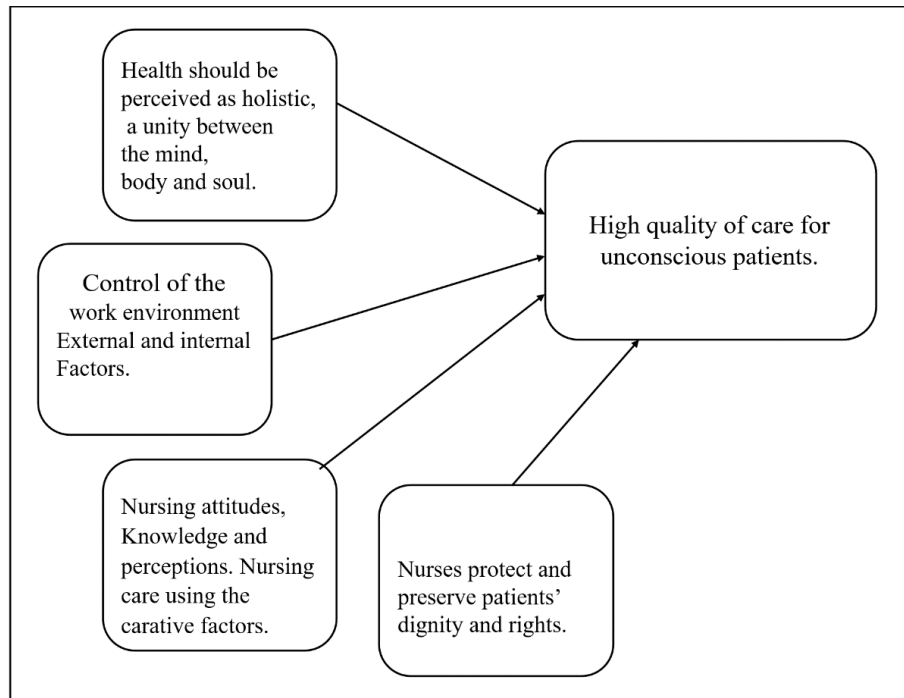 Health should be
perceived as holistic,
a unity between
the mind,
body and soul.
High quality of care for
unconscious patients.
Control of the
work environment
External and internal
Factors.
Nursing attitudes,
Knowledge and
perceptions. Nursing
care using the
carative factors.
Nurses protect and
preserve patients’
dignity and rights.